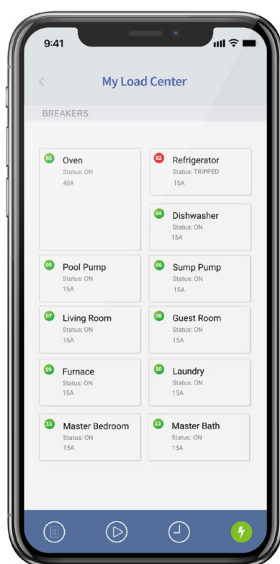 9:41
My Load Center
BREAKERS
01 Oven
Status: ON
40A
02 Refrigerator
Status: TRIPPED
15A
04 Dishwasher
Status: ON
15A
05 Pool Pump
Status: ON
15A
06 Sump Pump
Status: ON
15A
07 Living Room
Status: ON
15A
08 Guest Room
Status: ON
15A
09 Furnace
Status: ON
15A
10 Laundry
Status: ON
15A
11 Master Bedroom
Status: ON
15A
12 Master Bath
Status: ON
15A